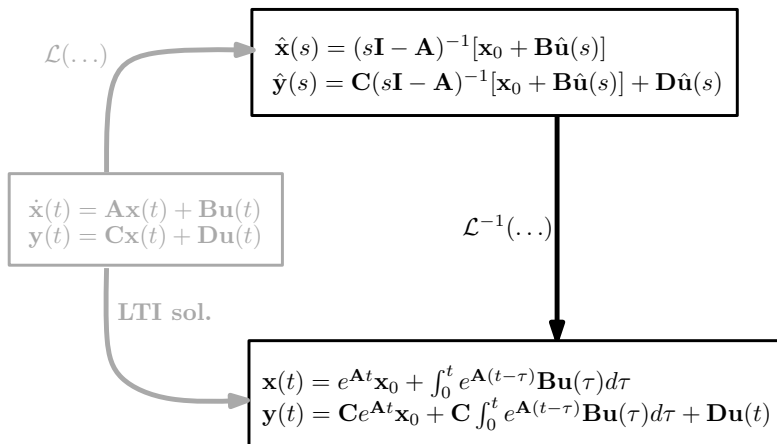 ℒ(…)
x̂(s) = (sI − A)⁻¹[x₀ + Bû(s)]
ŷ(s) = C(sI − A)⁻¹[x₀ + Bû(s)] + Dû(s)
ẋ(t) = Ax(t) + Bu(t)
y(t) = Cx(t) + Du(t)
ℒ⁻¹(…)
LTI sol.
x(t) = e^{At}x₀ + ∫₀ᵗ e^{A(t−τ)}Bu(τ)dτ
y(t) = Ce^{At}x₀ + C ∫₀ᵗ e^{A(t−τ)}Bu(τ)dτ + Du(t)